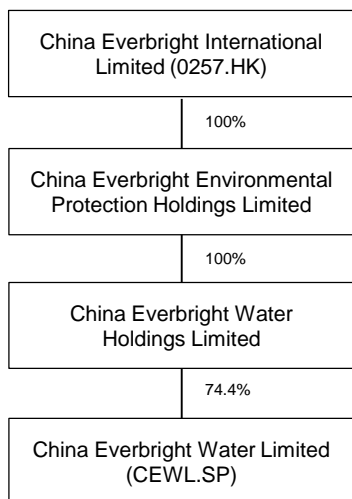 China Everbright International
Limited (0257.HK)
100%
China Everbright Environmental
Protection Holdings Limited
100%
China Everbright Water
Holdings Limited
74.4%
China Everbright Water Limited
(CEWL.SP)